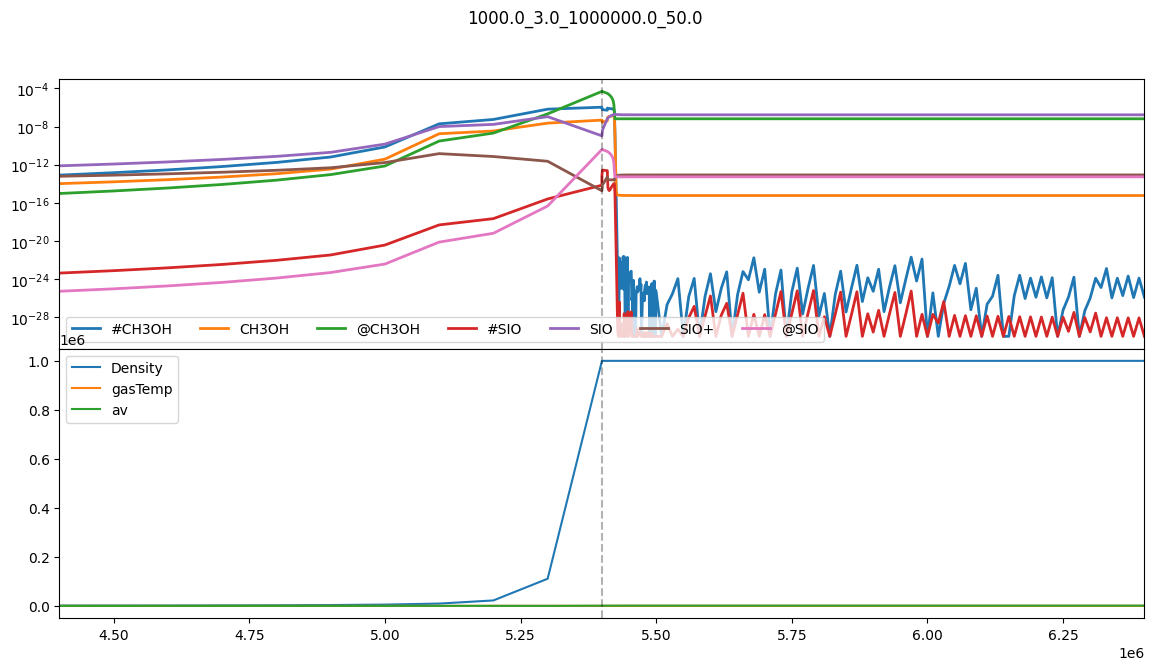 1000.0_3.0_1000000.0_50.0
10⁻⁴
10⁻⁸
10⁻¹²
10⁻¹⁶
10⁻²⁰
10⁻²⁴
10⁻²⁸
#CH3OH CH3OH @CH3OH #SIO SIO SIO+ @SIO
1e6
1.0
0.8
0.6
0.4
0.2
0.0
Density
gasTemp
av
4.50 4.75 5.00 5.25 5.50 5.75 6.00 6.25
1e6